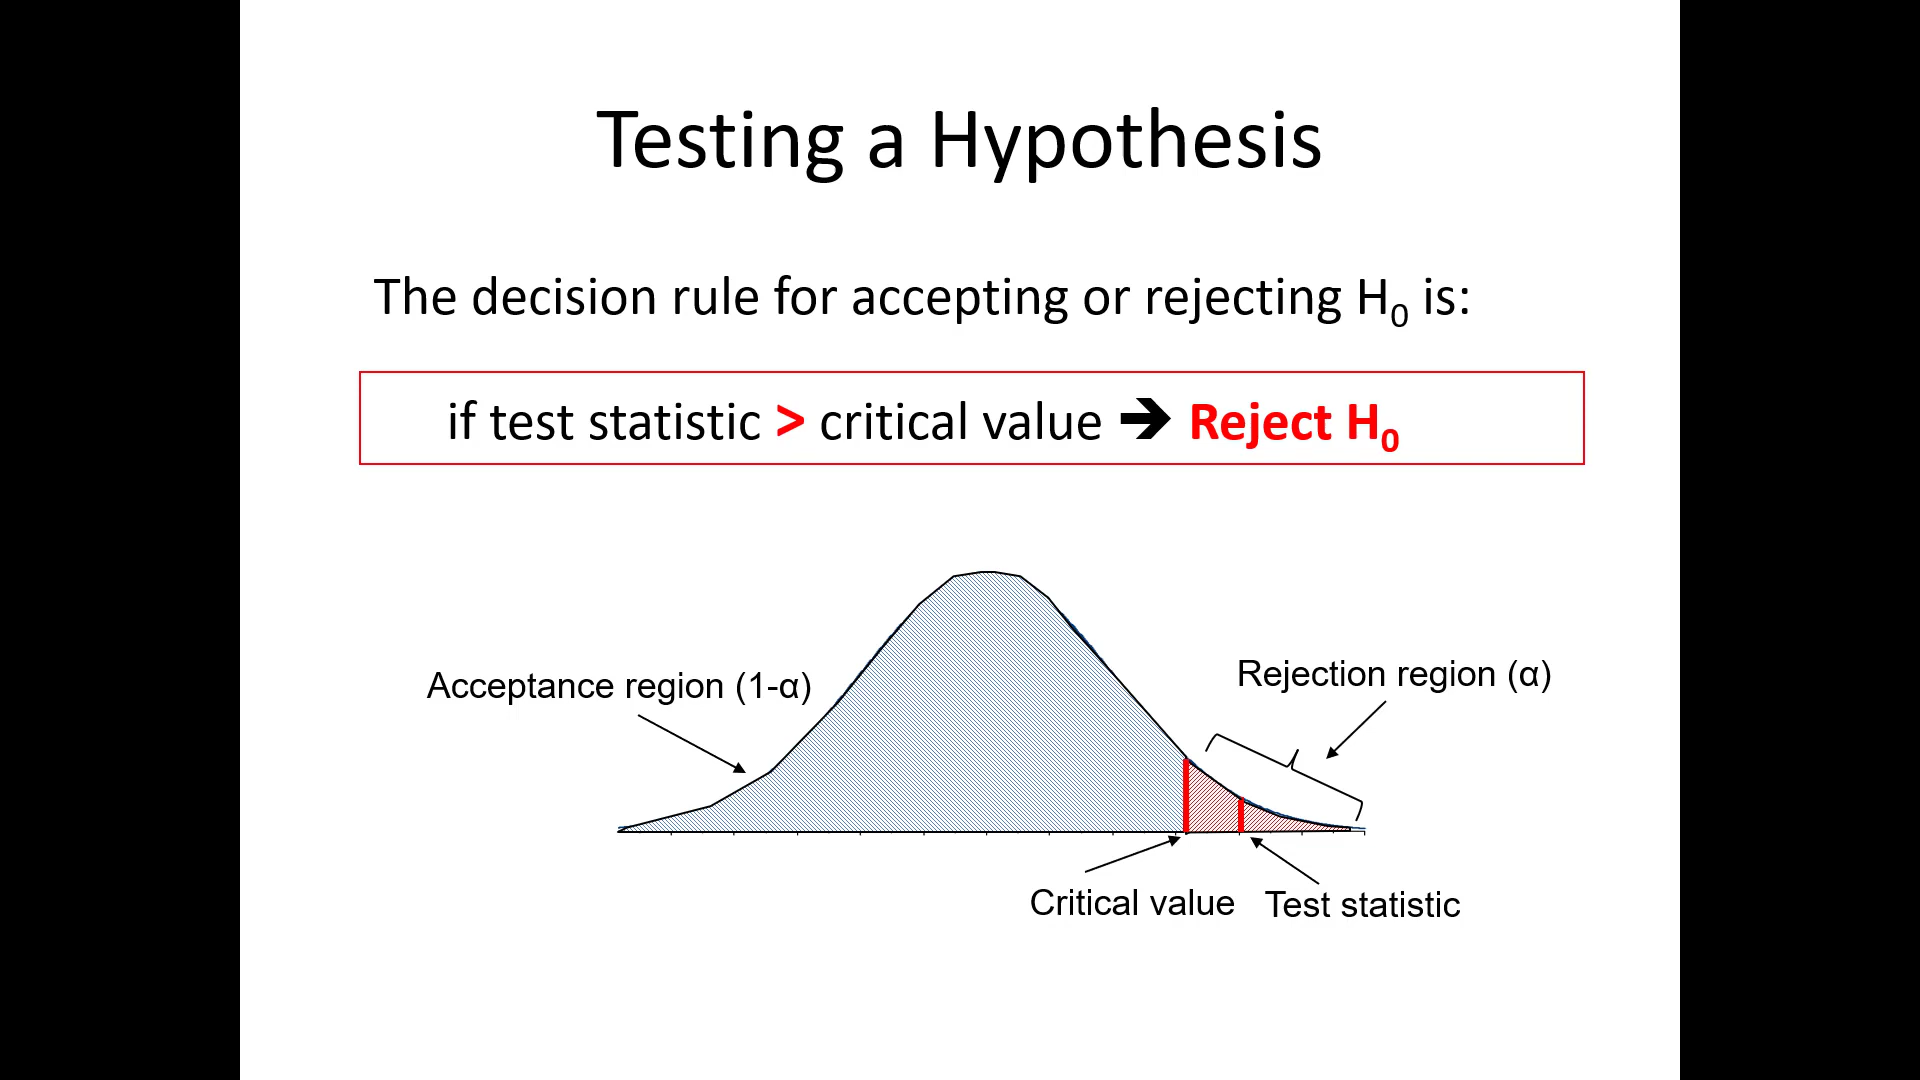 Testing a Hypothesis
The decision rule for accepting or rejecting H₀ is:
if test statistic > critical value 🡺 Reject H₀
Acceptance region (1-α)
Rejection region (α)
Critical value
Test statistic